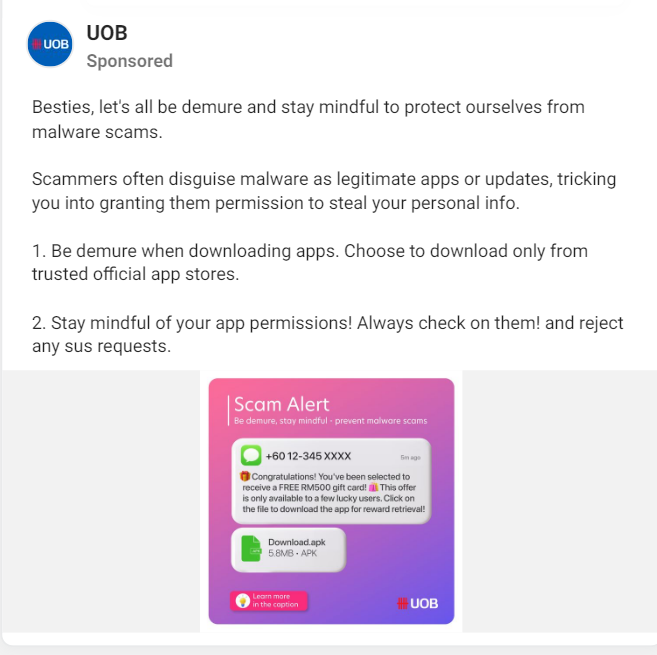 UOB
UOB
Sponsored
Besties, let's all be demure and stay mindful to protect ourselves from
malware scams.
Scammers often disguise malware as legitimate apps or updates, tricking
you into granting them permission to steal your personal info.
1. Be demure when downloading apps. Choose to download only from
trusted official app stores.
2. Stay mindful of your app permissions! Always check on them! and reject
any sus requests.
Scam Alert
Be demure, stay mindful - prevent malware scams
+60 12-345 XXXX
5m ago
🎁 Congratulations! You've been selected to
receive a FREE RM500 gift card! 🛍️ This offer
is only available to a few lucky users. Click on
the file to download the app for reward retrieval!
Download.apk
5.8MB • APK
Learn more
in the caption
UOB